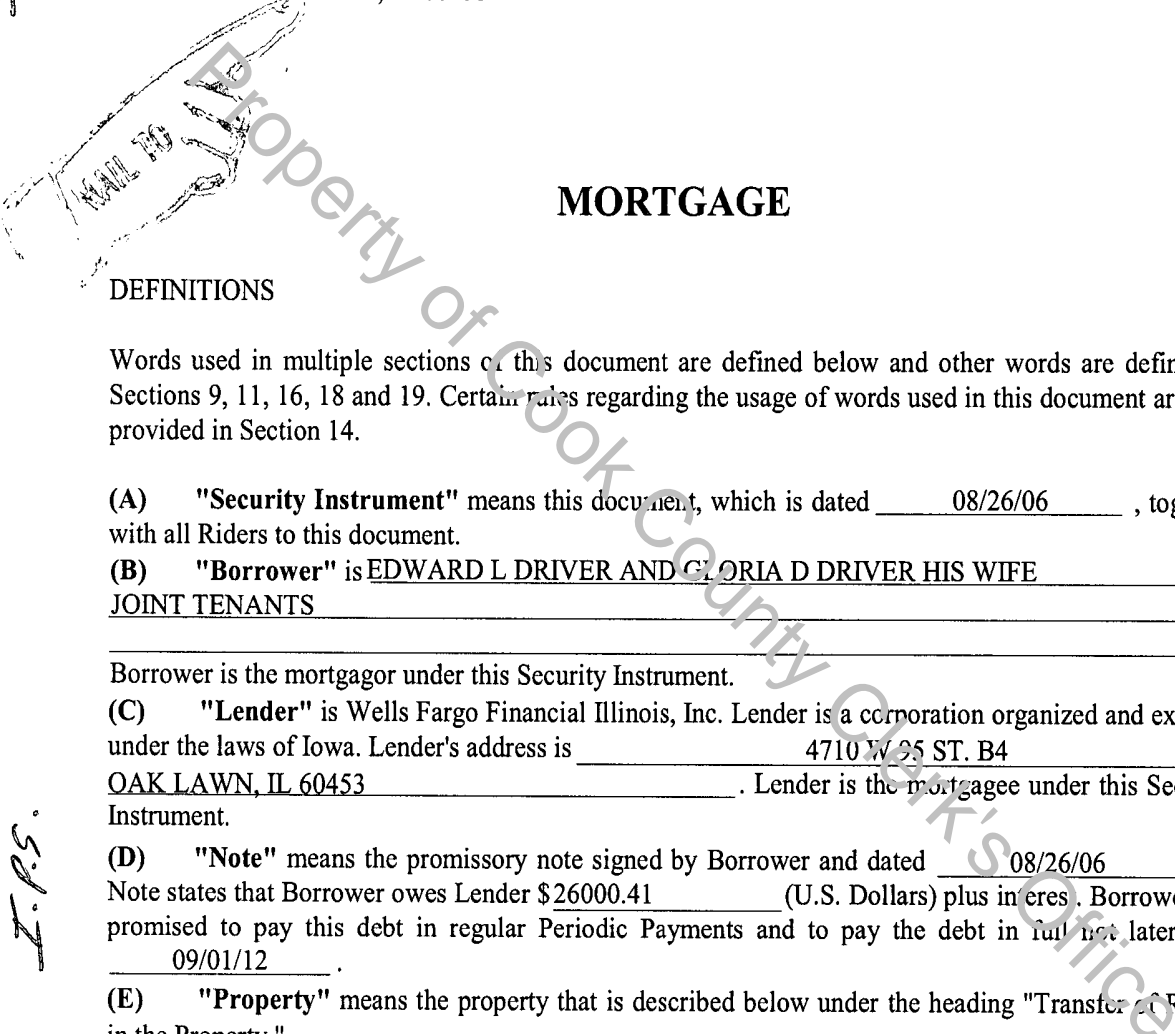 MAIL TO
MORTGAGE
DEFINITIONS
Words used in multiple sections of this document are defined below and other words are defin
Sections 9, 11, 16, 18 and 19. Certain rules regarding the usage of words used in this document ar
provided in Section 14.
(A) "Security Instrument" means this document, which is dated 08/26/06 , tog
with all Riders to this document.
(B) "Borrower" is EDWARD L DRIVER AND GLORIA D DRIVER HIS WIFE
JOINT TENANTS
Borrower is the mortgagor under this Security Instrument.
(C) "Lender" is Wells Fargo Financial Illinois, Inc. Lender is a corporation organized and ex
under the laws of Iowa. Lender's address is 4710 W 95 ST. B4
OAK LAWN, IL 60453 . Lender is the mortgagee under this Se
Instrument.
(D) "Note" means the promissory note signed by Borrower and dated 08/26/06
Note states that Borrower owes Lender $ 26000.41 (U.S. Dollars) plus interest. Borrowe
promised to pay this debt in regular Periodic Payments and to pay the debt in full not later
09/01/12 .
(E) "Property" means the property that is described below under the heading "Transfer of R
in the Property."
I.P.S.
Property of Cook County Clerk's Office